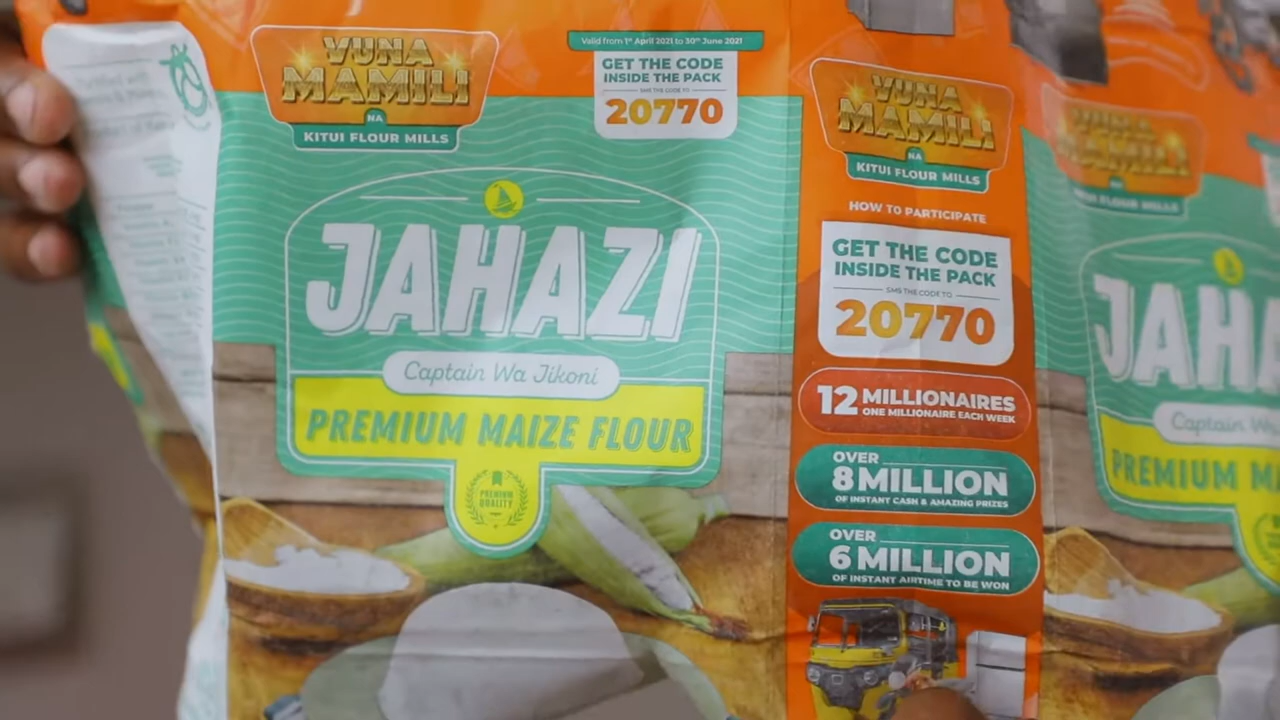 VUNA
MAMILI
NA
KITUI FLOUR MILLS
Valid from 1st April 2021 to 30th June 2021
GET THE CODE
INSIDE THE PACK
SMS THE CODE TO
20770
JAHAZI
Captain Wa Jikoni
PREMIUM MAIZE FLOUR
PREMIUM
QUALITY
VUNA
MAMILI
NA
KITUI FLOUR MILLS
HOW TO PARTICIPATE
GET THE CODE
INSIDE THE PACK
SMS THE CODE TO
20770
12 MILLIONAIRES
ONE MILLIONAIRE EACH WEEK
OVER
8 MILLION
OF INSTANT CASH & AMAZING PRIZES
OVER
6 MILLION
OF INSTANT AIRTIME TO BE WON
VUNA
MAMILI
FLOUR MILLS
JAHA
Captain W
PREMIUM MA